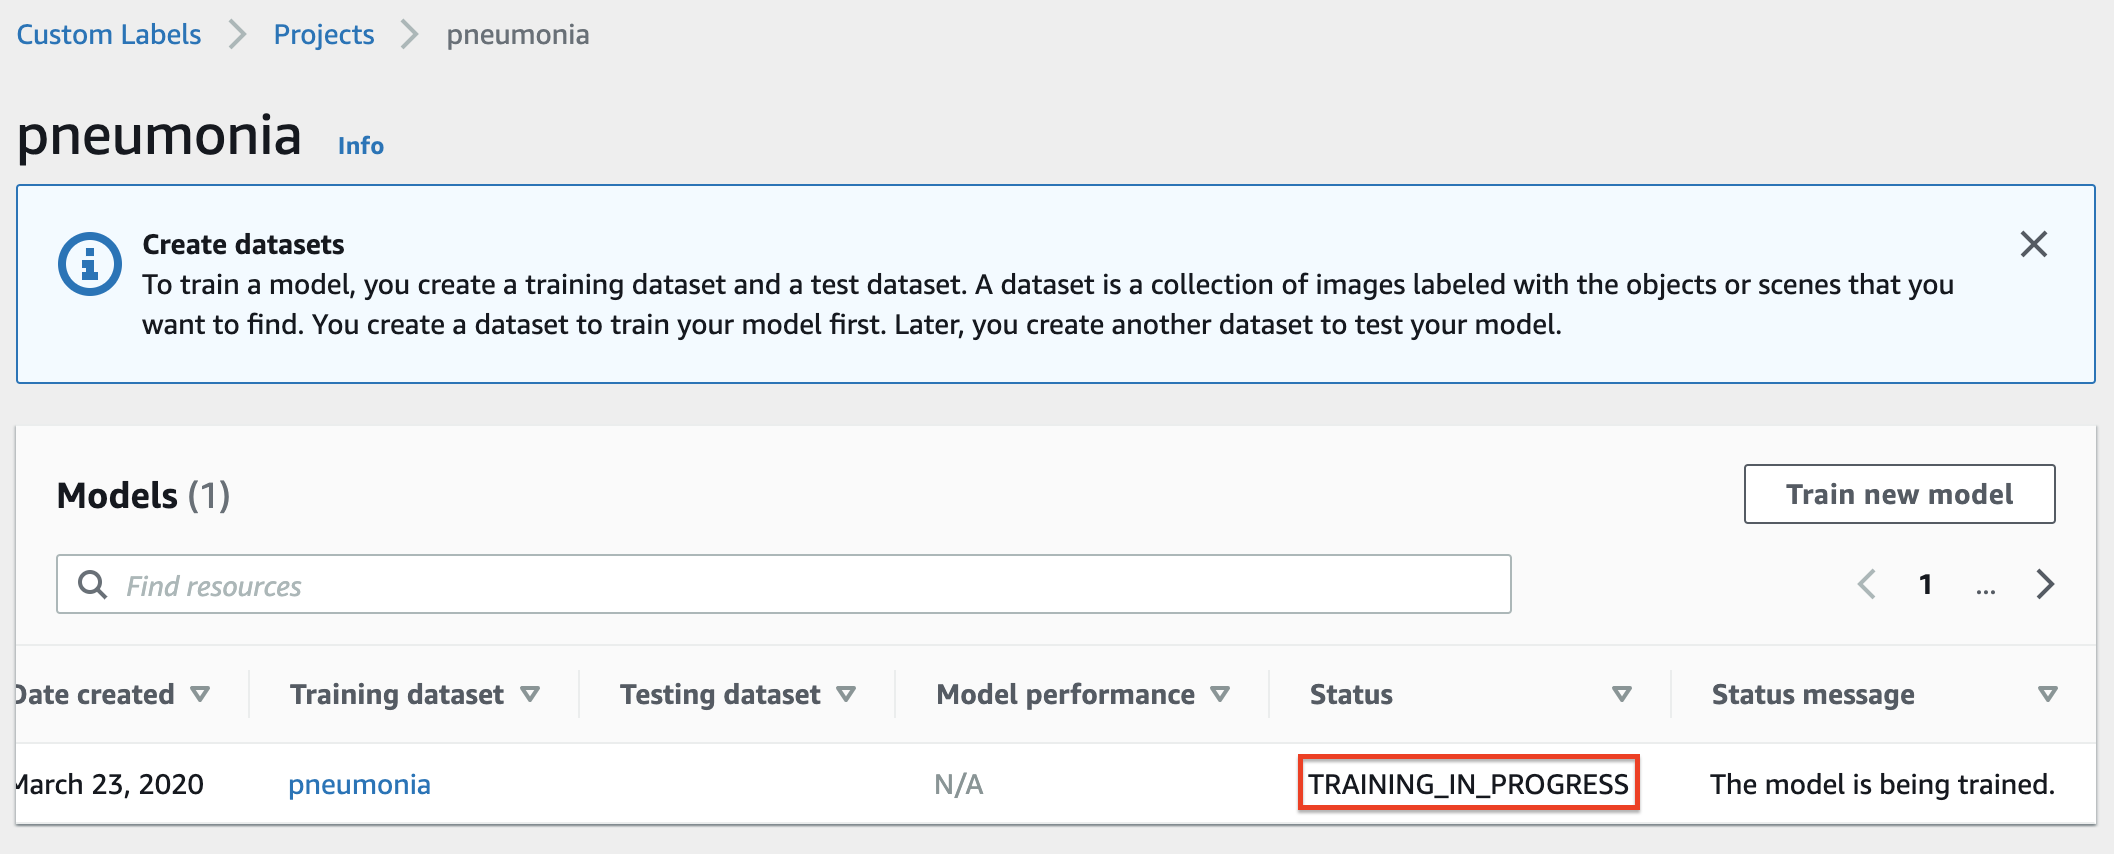 Custom Labels > Projects > pneumonia
pneumonia Info
Create datasets
To train a model, you create a training dataset and a test dataset. A dataset is a collection of images labeled with the objects or scenes that you
want to find. You create a dataset to train your model first. Later, you create another dataset to test your model.
Models (1)
Train new model
Find resources
1 ...
Date created Training dataset Testing dataset Model performance Status Status message
March 23, 2020 pneumonia N/A TRAINING_IN_PROGRESS The model is being trained.